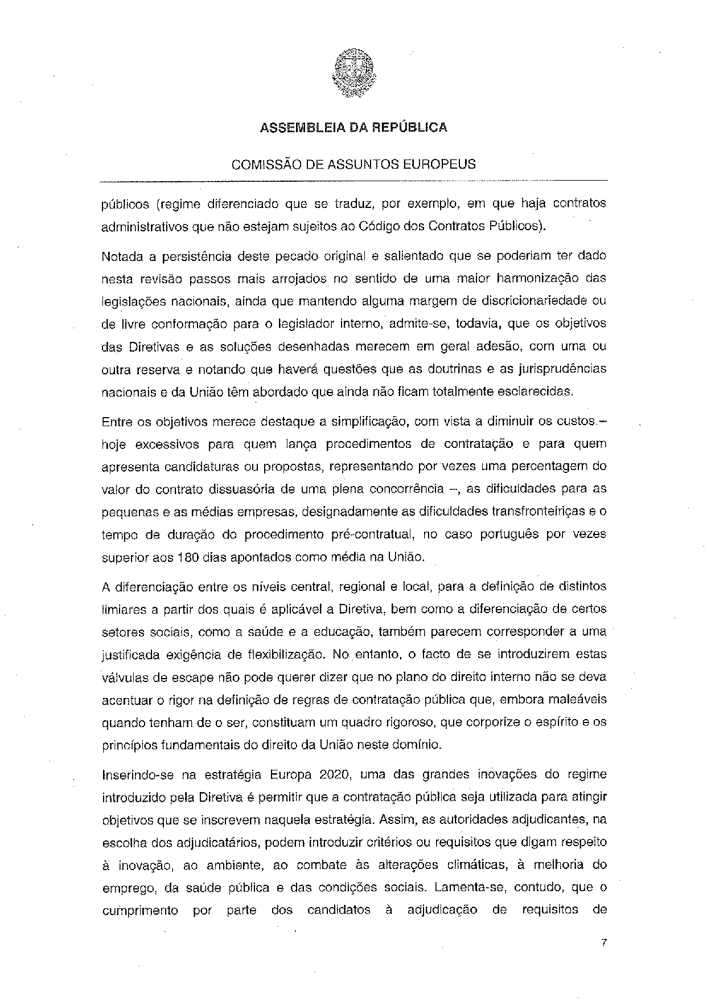 ASSEMBLEIA DA REPÚBLICA
COMISSÃO DE ASSUNTOS EUROPEUS
públicos (regime diferenciado que se traduz, por exemplo, em que haja contratos
administrativos que não estejam sujeitos ao Código dos Contratos Públicos).
Notada a persistência deste pecado original e salientado que se poderiam ter dado
nesta revisão passos mais arrojados no sentido de uma maior harmonização das
legislações nacionais, ainda que mantendo alguma margem de discricionariedade ou
de livre conformação para o legislador interno, admite-se, todavia, que os objetivos
das Diretivas e as soluções desenhadas merecem em geral adesão, com uma ou
outra reserva e notando que haverá questões que as doutrinas e as jurisprudências
nacionais e da União têm abordado que ainda não ficam totalmente esclarecidas.
Entre os objetivos merece destaque a simplificação, com vista a diminuir os custos –
hoje excessivos para quem lança procedimentos de contratação e para quem
apresenta candidaturas ou propostas, representando por vezes uma percentagem do
valor do contrato dissuasória de uma plena concorrência –, as dificuldades para as
pequenas e as médias empresas, designadamente as dificuldades transfronteiriças e o
tempo de duração do procedimento pré-contratual, no caso português por vezes
superior aos 180 dias apontados como média na União.
A diferenciação entre os níveis central, regional e local, para a definição de distintos
limiares a partir dos quais é aplicável a Diretiva, bem como a diferenciação de certos
setores sociais, como a saúde e a educação, também parecem corresponder a uma
justificada exigência de flexibilização. No entanto, o facto de se introduzirem estas
válvulas de escape não pode querer dizer que no plano do direito interno não se deva
acentuar o rigor na definição de regras de contratação pública que, embora maleáveis
quando tenham de o ser, constituam um quadro rigoroso, que corporize o espírito e os
princípios fundamentais do direito da União neste domínio.
Inserindo-se na estratégia Europa 2020, uma das grandes inovações do regime
introduzido pela Diretiva é permitir que a contratação pública seja utilizada para atingir
objetivos que se inscrevem naquela estratégia. Assim, as autoridades adjudicantes, na
escolha dos adjudicatários, podem introduzir critérios ou requisitos que digam respeito
à inovação, ao ambiente, ao combate às alterações climáticas, à melhoria do
emprego, da saúde pública e das condições sociais. Lamenta-se, contudo, que o
cumprimento por parte dos candidatos à adjudicação de requisitos de
7